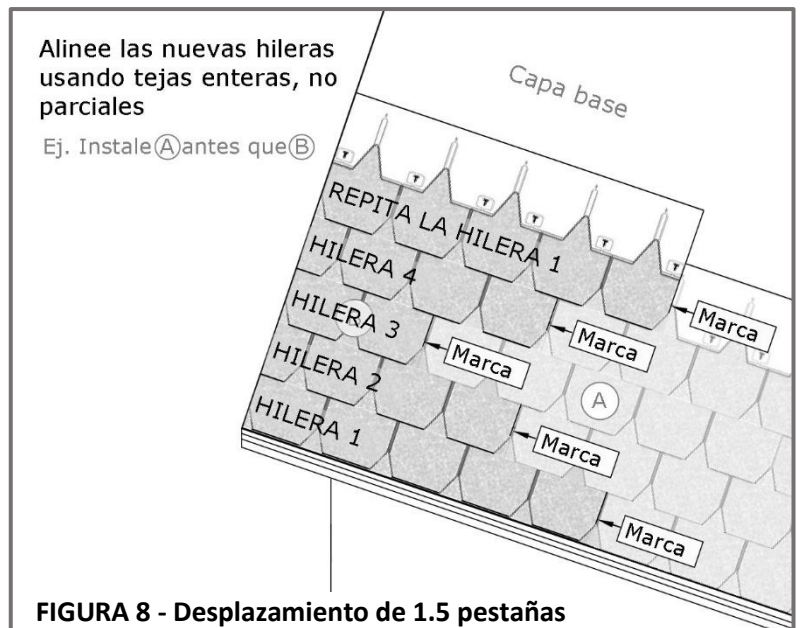 Alinee las nuevas hileras
usando tejas enteras, no
parciales
Ej. Instale Ⓐ antes que Ⓑ
Capa base
REPITA LA HILERA 1
HILERA 4
HILERA 3
HILERA 2
HILERA 1
Marca
Marca
Marca
Marca
Marca
A
FIGURA 8 - Desplazamiento de 1.5 pestañas